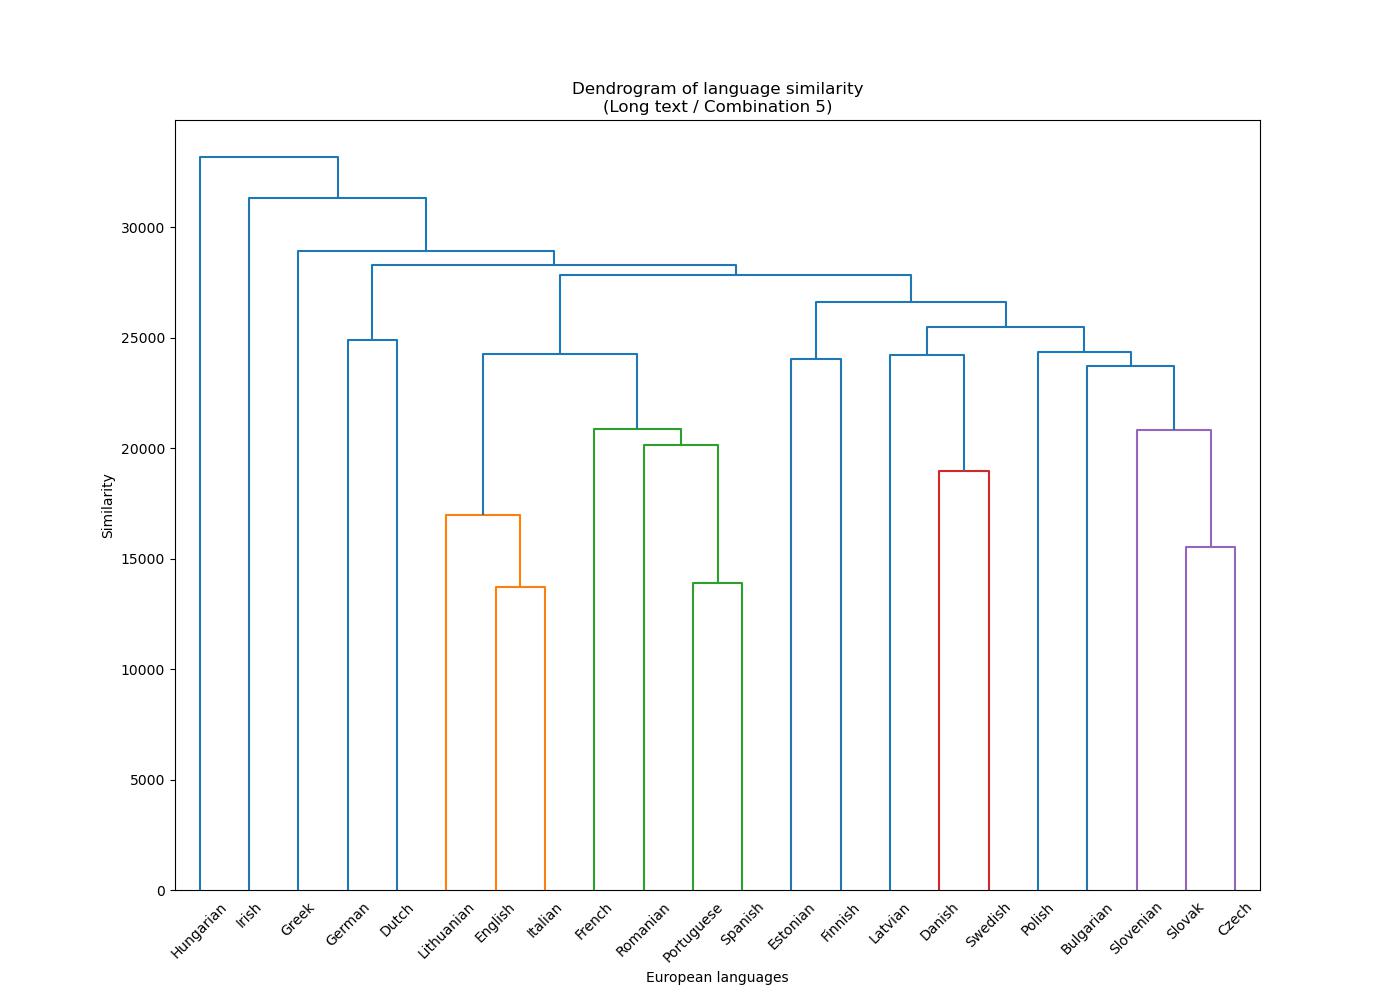 Dendrogram of language similarity
(Long text / Combination 5)
30000
25000
20000
15000
10000
5000
0
Similarity
Hungarian
Irish
Greek
German
Dutch
Lithuanian
English
Italian
French
Romanian
Portuguese
Spanish
Estonian
Finnish
Latvian
Danish
Swedish
Polish
Bulgarian
Slovenian
Slovak
Czech
European languages